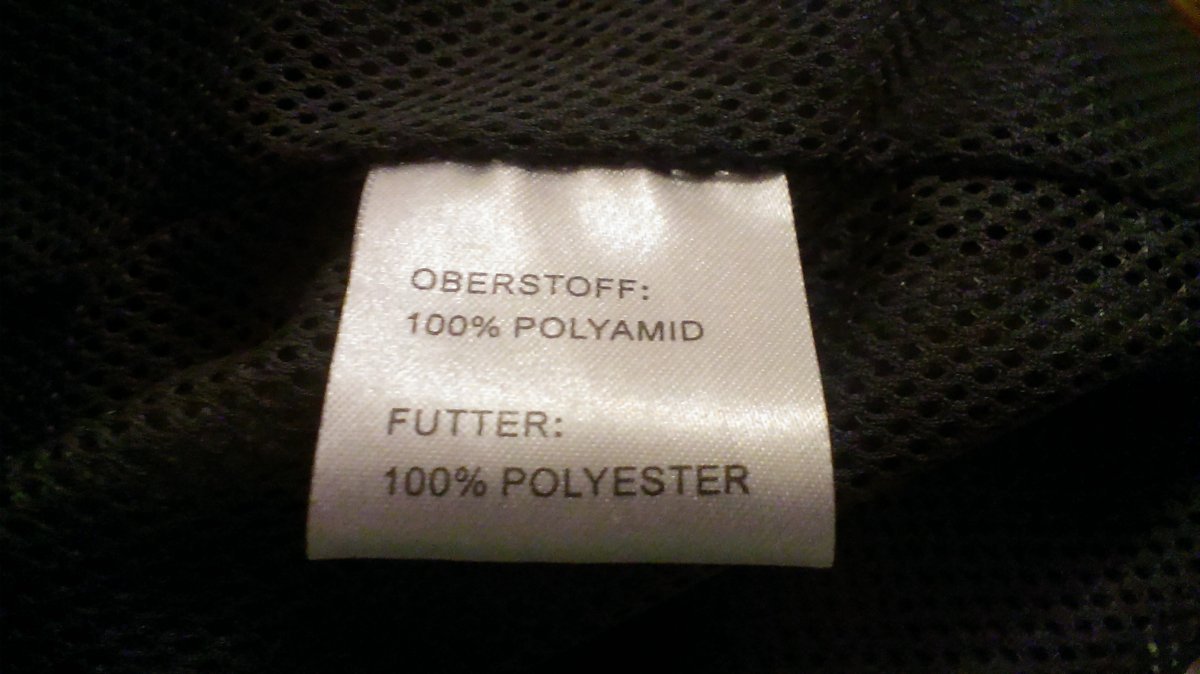 OBERSTOFF:
100% POLYAMID
FUTTER:
100% POLYESTER